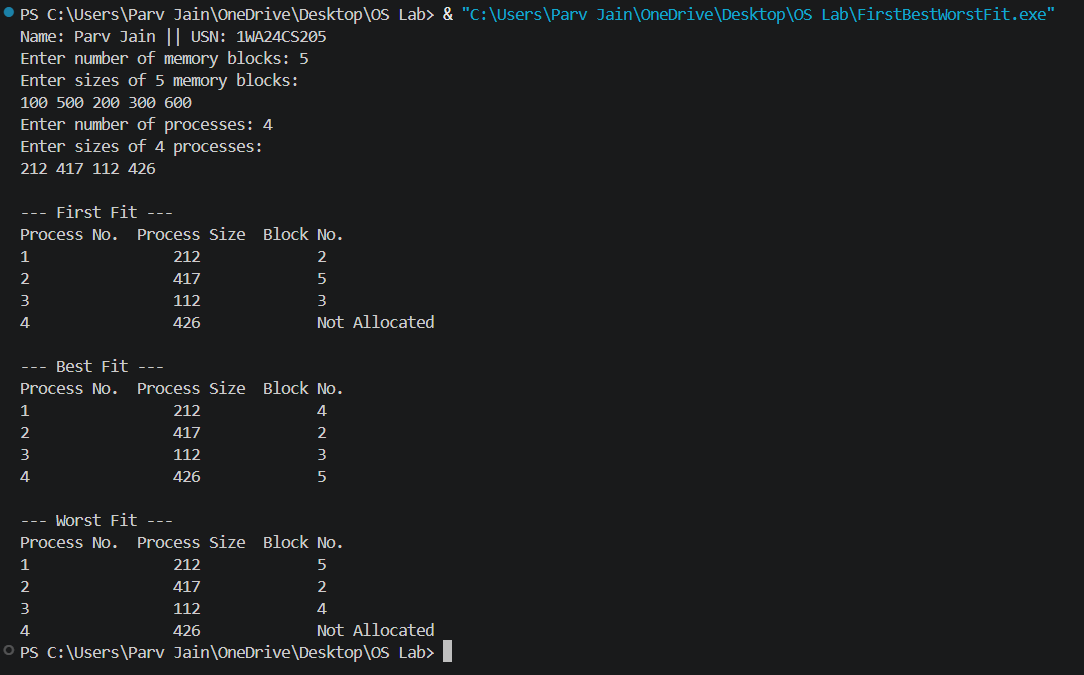 PS C:\Users\Parv Jain\OneDrive\Desktop\OS Lab> & "C:\Users\Parv Jain\OneDrive\Desktop\OS Lab\FirstBestWorstFit.exe"
Name: Parv Jain || USN: 1WA24CS205
Enter number of memory blocks: 5
Enter sizes of 5 memory blocks:
100 500 200 300 600
Enter number of processes: 4
Enter sizes of 4 processes:
212 417 112 426

--- First Fit ---
Process No.  Process Size  Block No.
1                212             2
2                417             5
3                112             3
4                426             Not Allocated

--- Best Fit ---
Process No.  Process Size  Block No.
1                212             4
2                417             2
3                112             3
4                426             5

--- Worst Fit ---
Process No.  Process Size  Block No.
1                212             5
2                417             2
3                112             4
4                426             Not Allocated
PS C:\Users\Parv Jain\OneDrive\Desktop\OS Lab>